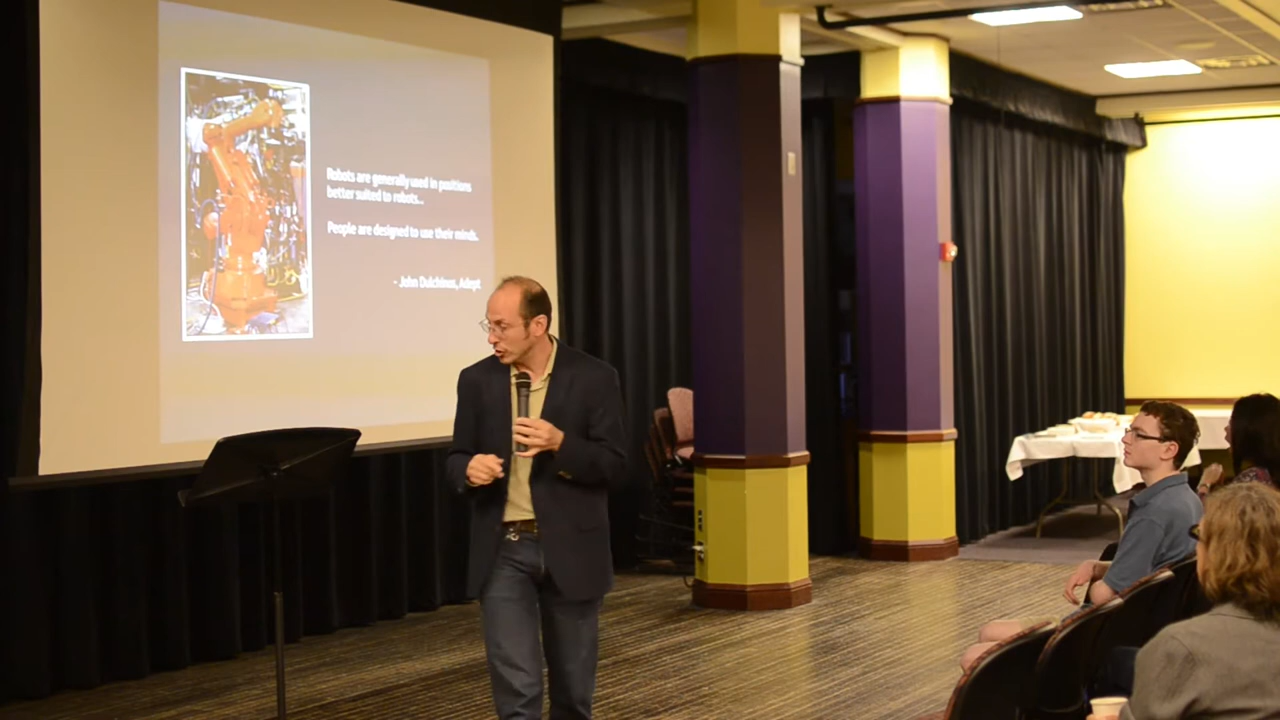 Robots are generally used in positions
better suited to robots...
People are designed to use their minds.
- John Dulchinos, Adept